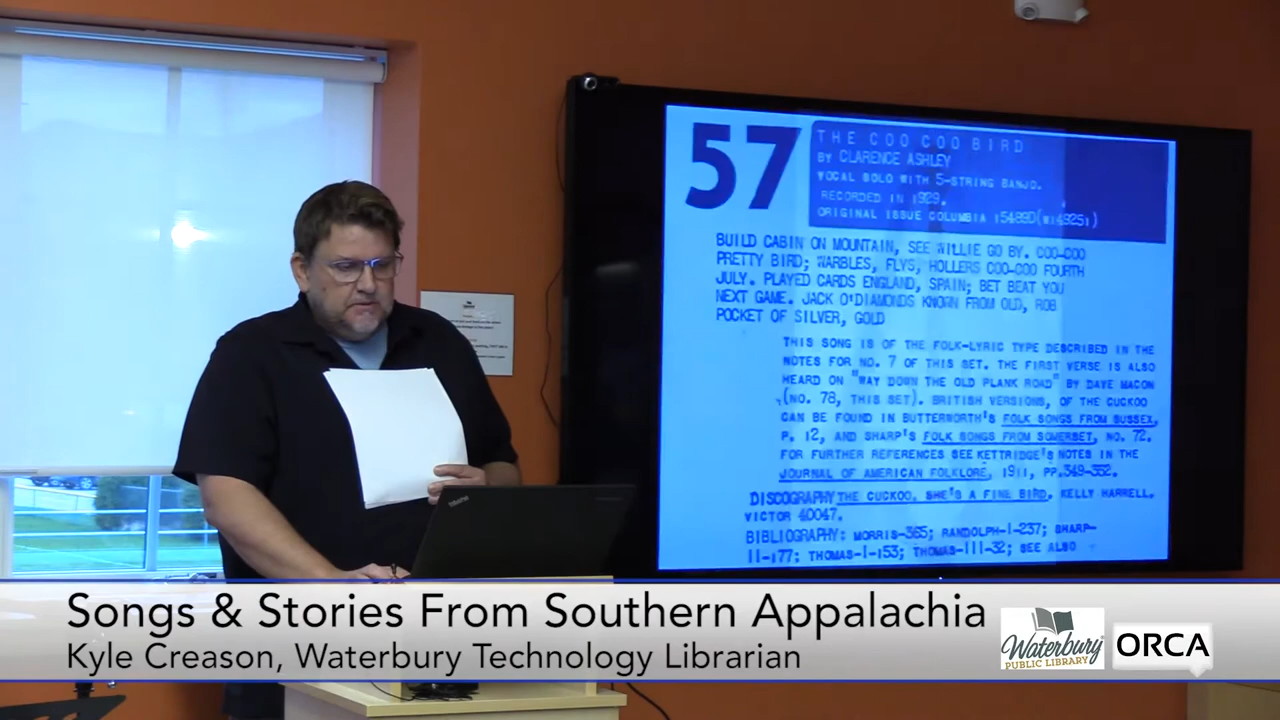 57
THE COO COO BIRD
BY CLARENCE ASHLEY
VOCAL SOLO WITH 5-STRING BANJO.
RECORDED IN 1929.
ORIGINAL ISSUE COLUMBIA 15489D(W149251)
BUILD CABIN ON MOUNTAIN, SEE WILLIE GO BY. COO-COO
PRETTY BIRD; WARBLES, FLYS, HOLLERS COO-COO FOURTH
JULY. PLAYED CARDS ENGLAND, SPAIN; BET BEAT YOU
NEXT GAME. JACK O'DIAMONDS KNOWN FROM OLD, ROB
POCKET OF SILVER, GOLD
THIS SONG IS OF THE FOLK-LYRIC TYPE DESCRIBED IN THE
NOTES FOR NO. 7 OF THIS SET. THE FIRST VERSE IS ALSO
HEARD ON "WAY DOWN THE OLD PLANK ROAD" BY DAVE MACON
(NO. 78, THIS SET). BRITISH VERSIONS, OF THE CUCKOO
CAN BE FOUND IN BUTTERWORTH'S FOLK SONGS FROM SUSSEX,
P. 12, AND SHARP'S FOLK SONGS FROM SOMERSET, NO. 72.
FOR FURTHER REFERENCES SEE KETTRIDGE'S NOTES IN THE
JOURNAL OF AMERICAN FOLKLORE, 1911, PP.349-352.
DISCOGRAPHY THE CUCKOO. SHE'S A FINE BIRD, KELLY HARRELL,
VICTOR 40047.
BIBLIOGRAPHY: MORRIS-365; RANDOLPH-I-237; SHARP-
II-177; THOMAS-I-153; THOMAS-III-32; SEE ALSO
ThinkPad
Songs & Stories From Southern Appalachia
Kyle Creason, Waterbury Technology Librarian
Waterbury
PUBLIC LIBRARY
ORCA